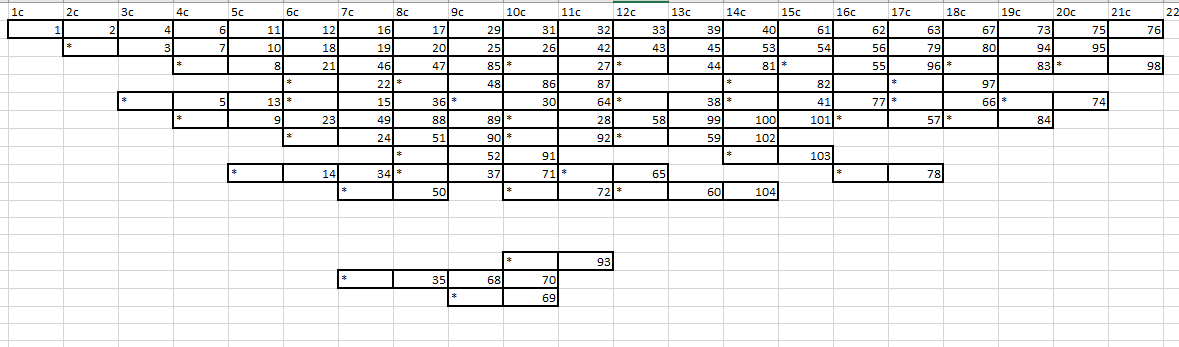 1c 2c 3c 4c 5c 6c 7c 8c 9c 10c 11c 12c 13c 14c 15c 16c 17c 18c 19c 20c 21c 22
1 2 4 6 11 12 16 17 29 31 32 33 39 40 61 62 63 67 73 75 76
* 3 7 10 18 19 20 25 26 42 43 45 53 54 56 79 80 94 95
* 8 21 46 47 85 * 27 * 44 81 * 55 96 * 83 * 98
* 22 * 48 86 87 * 82 * 97
* 5 13 * 15 36 * 30 64 * 38 * 41 77 * 66 * 74
* 9 23 49 88 89 * 28 58 99 100 101 * 57 * 84
* 24 51 90 * 92 * 59 102
* 52 91 * 103
* 14 34 * 37 71 * 65 * 78
* 50 * 72 * 60 104
* 93
* 35 68 70
* 69